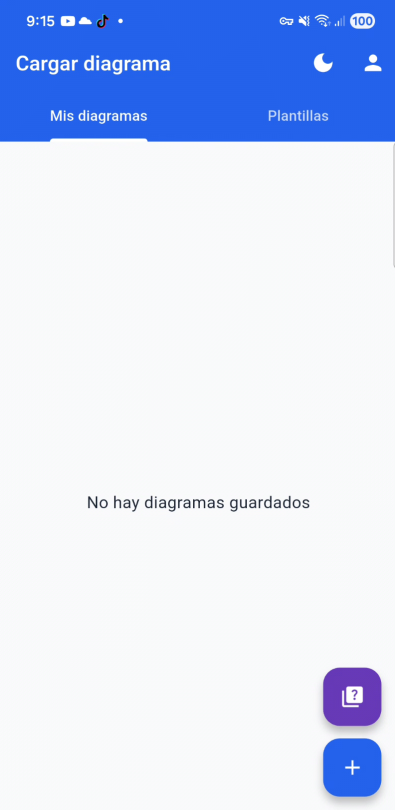 9:15
100
Cargar diagrama
Mis diagramas
Plantillas
No hay diagramas guardados
?
+